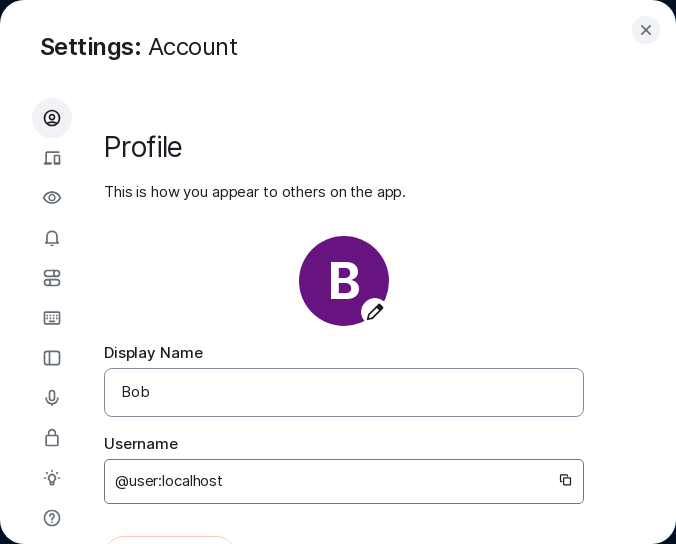 Settings: Account
Profile
This is how you appear to others on the app.
B
Display Name
Bob
Username
@user:localhost